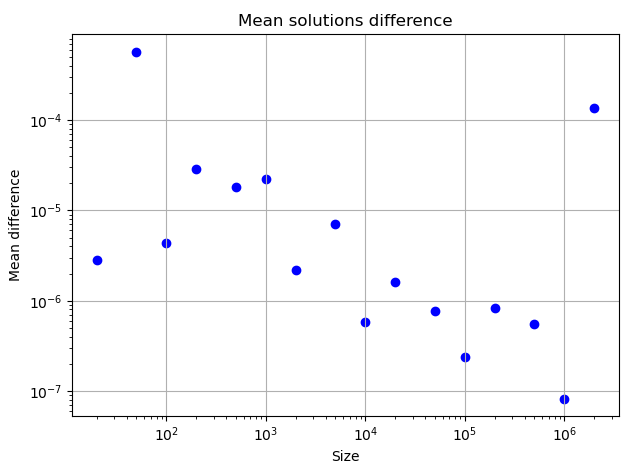 Mean solutions difference
Mean difference
10⁻⁴
10⁻⁵
10⁻⁶
10⁻⁷
10² 10³ 10⁴ 10⁵ 10⁶
Size